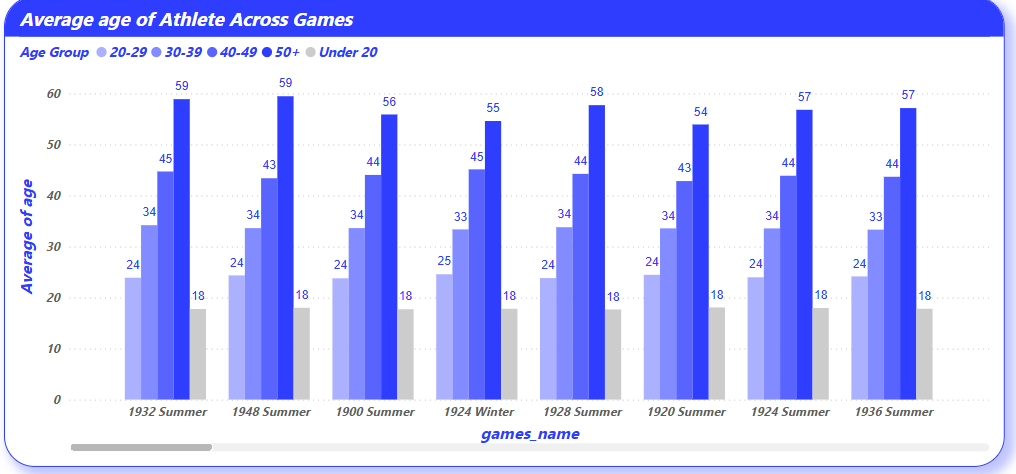 Average age of Athlete Across Games
Age Group 20-29 30-39 40-49 50+ Under 20
Average of age
60
50
40
30
20
10
0
24 34 45 59 18
24 34 43 59 18
24 34 44 56 18
25 33 45 55 18
24 34 44 58 18
24 34 43 54 18
24 34 44 57 18
24 33 44 57 18
1932 Summer 1948 Summer 1900 Summer 1924 Winter 1928 Summer 1920 Summer 1924 Summer 1936 Summer
games_name